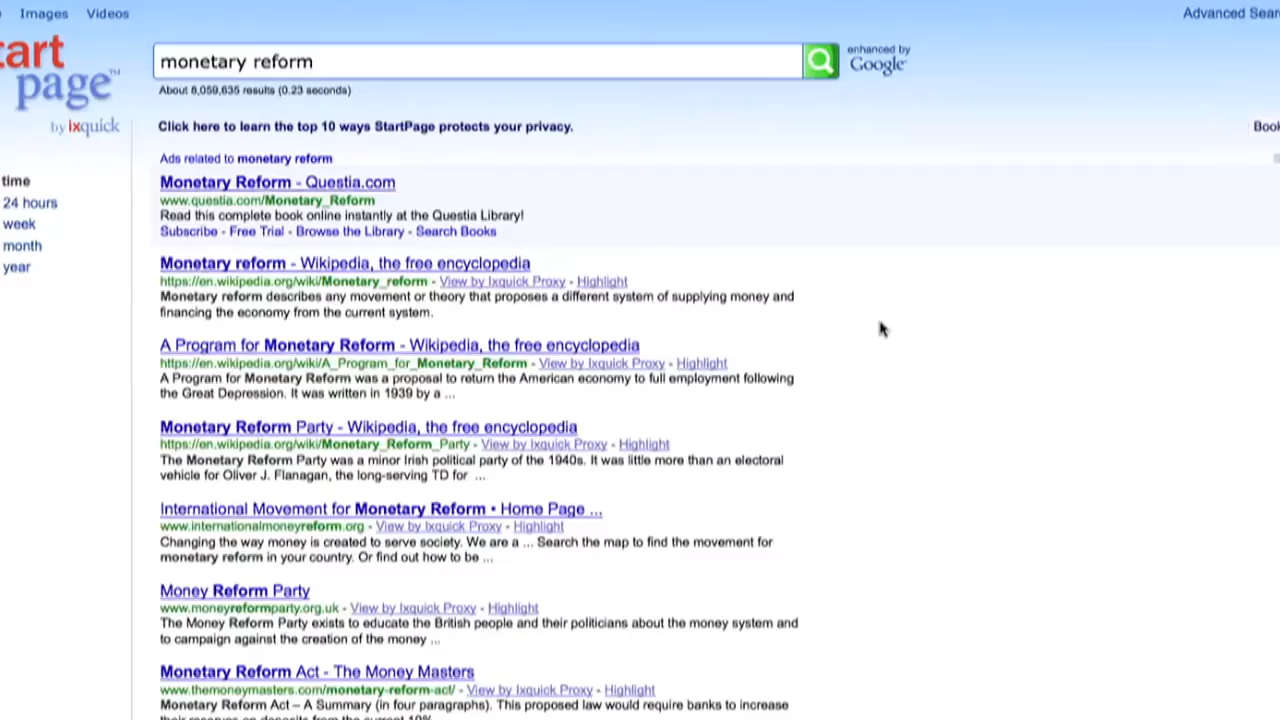 Images Videos Advanced Sear
tart
page™
by ixquick
monetary reform
enhanced by
Google
About 8,059,635 results (0.23 seconds)
Click here to learn the top 10 ways StartPage protects your privacy.
Book
Ads related to monetary reform
time
24 hours
week
month
year
Monetary Reform - Questia.com
www.questia.com/Monetary_Reform
Read this complete book online instantly at the Questia Library!
Subscribe - Free Trial - Browse the Library - Search Books
Monetary reform - Wikipedia, the free encyclopedia
https://en.wikipedia.org/wiki/Monetary_reform - View by Ixquick Proxy - Highlight
Monetary reform describes any movement or theory that proposes a different system of supplying money and
financing the economy from the current system.
A Program for Monetary Reform - Wikipedia, the free encyclopedia
https://en.wikipedia.org/wiki/A_Program_for_Monetary_Reform - View by Ixquick Proxy - Highlight
A Program for Monetary Reform was a proposal to return the American economy to full employment following
the Great Depression. It was written in 1939 by a ...
Monetary Reform Party - Wikipedia, the free encyclopedia
https://en.wikipedia.org/wiki/Monetary_Reform_Party - View by Ixquick Proxy - Highlight
The Monetary Reform Party was a minor Irish political party of the 1940s. It was little more than an electoral
vehicle for Oliver J. Flanagan, the long-serving TD for ...
International Movement for Monetary Reform • Home Page ...
www.internationalmoneyreform.org - View by Ixquick Proxy - Highlight
Changing the way money is created to serve society. We are a ... Search the map to find the movement for
monetary reform in your country. Or find out how to be ...
Money Reform Party
www.moneyreformparty.org.uk - View by Ixquick Proxy - Highlight
The Money Reform Party exists to educate the British people and their politicians about the money system and
to campaign against the creation of the money ...
Monetary Reform Act - The Money Masters
www.themoneymasters.com/monetary-reform-act/ - View by Ixquick Proxy - Highlight
Monetary Reform Act – A Summary (in four paragraphs). This proposed law would require banks to increase
their reserves on deposits from the current 10%